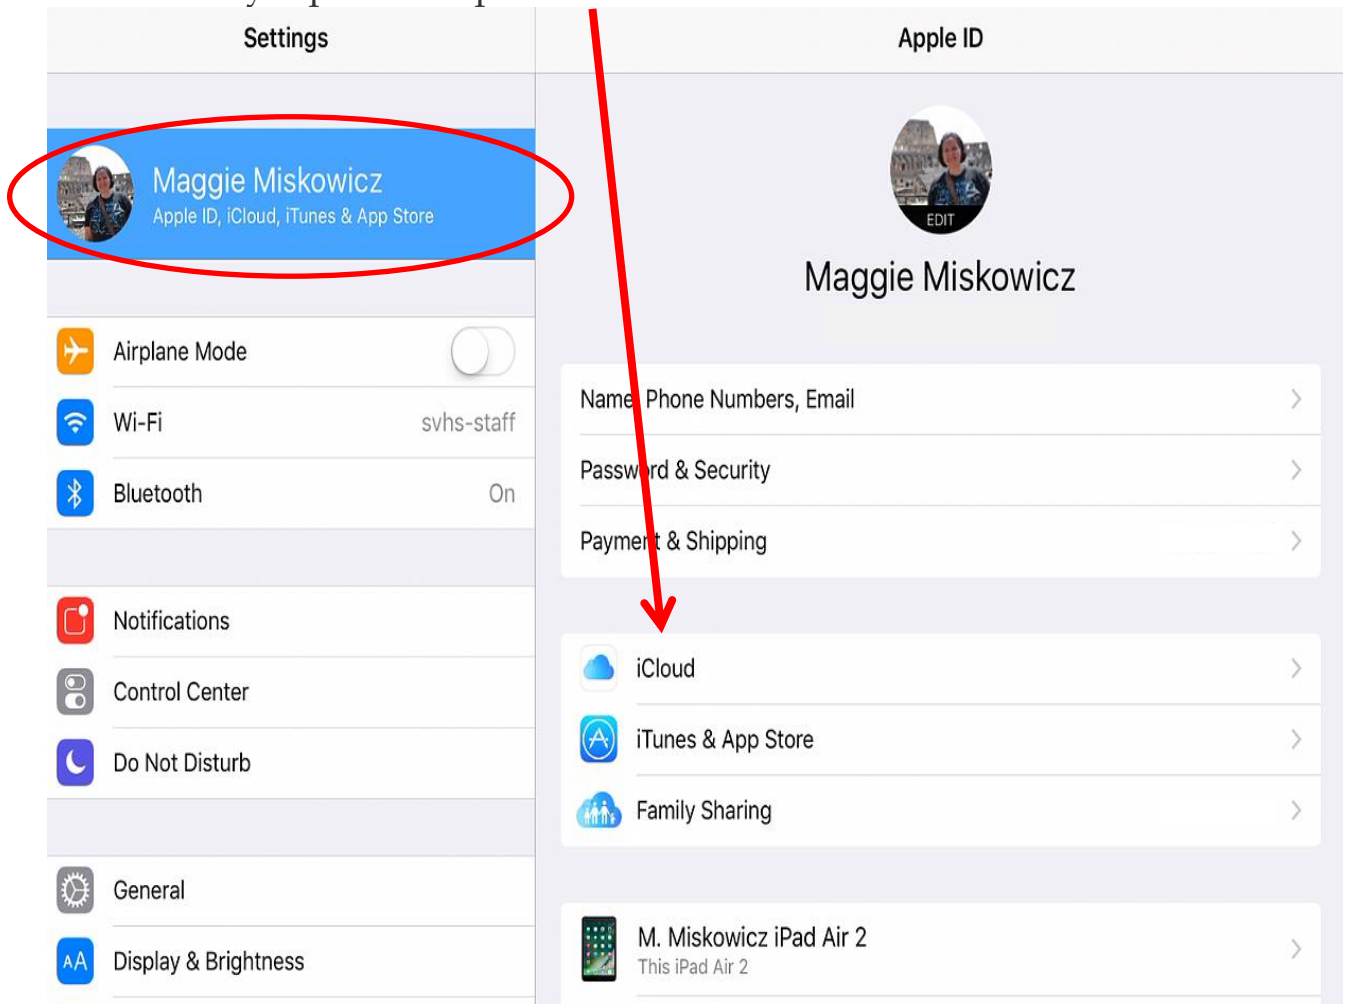 Settings
Maggie Miskowicz
Apple ID, iCloud, iTunes & App Store
Airplane Mode
Wi-Fi svhs-staff
Bluetooth On
Notifications
Control Center
Do Not Disturb
General
AA Display & Brightness
Apple ID
EDIT
Maggie Miskowicz
Name, Phone Numbers, Email
Password & Security
Payment & Shipping
iCloud
iTunes & App Store
Family Sharing
M. Miskowicz iPad Air 2
This iPad Air 2